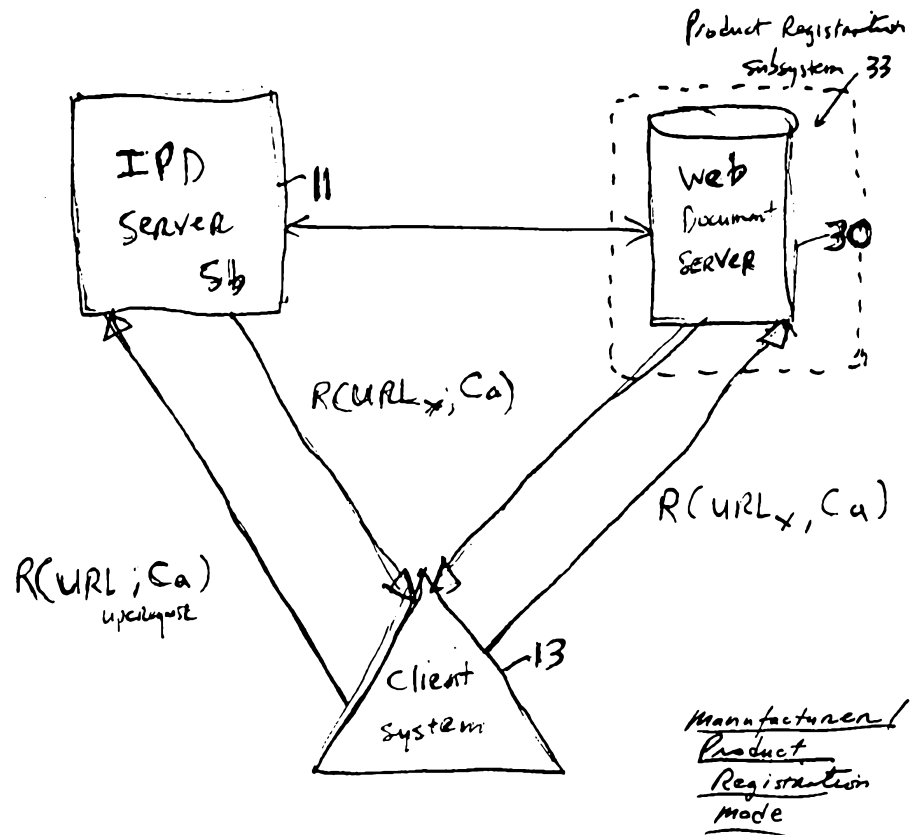 Product Registration
Subsystem 33
IPD
Server
Sb
11
Web
Document
Server
30
R(URLx; Ca)
R(URLx, Ca)
R(URL; Ca)
Client
System
13
Manufacturer/
Product
Registration
Mode